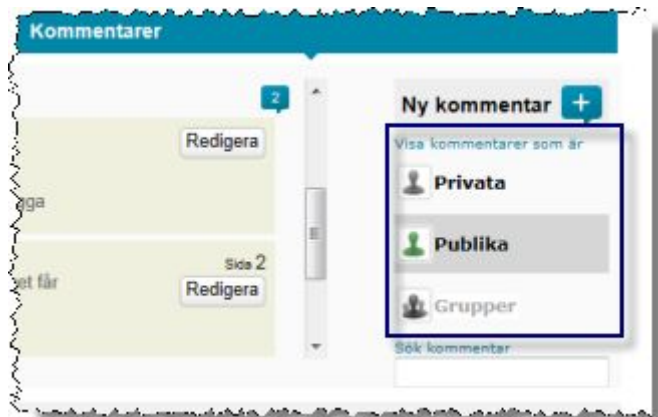 Kommentarer
2
Redigera
gga
Sida 2
et får
Redigera
Ny kommentar +
Visa kommentarer som är
Privata
Publika
Grupper
Sök kommentar